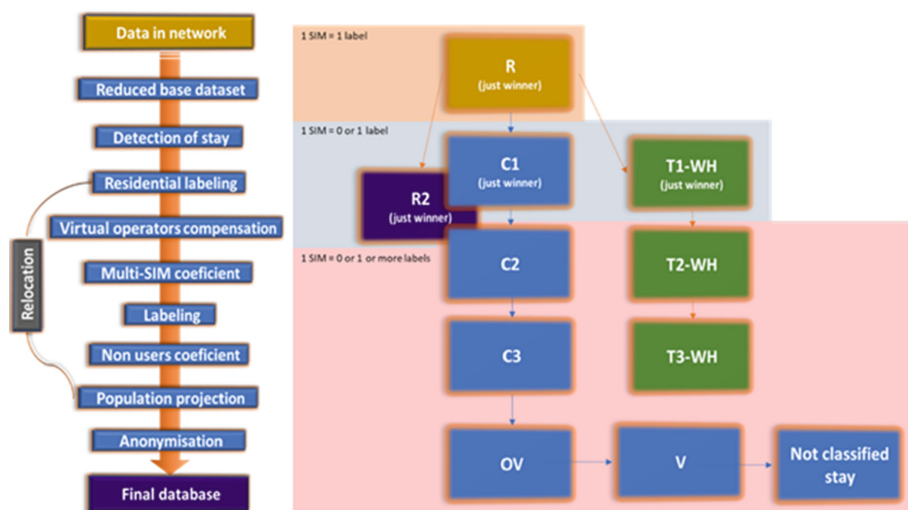 Data in network
Reduced base dataset
Detection of stay
Residential labeling
Virtual operators compensation
Multi-SIM coeficient
Labeling
Non users coeficient
Population projection
Anonymisation
Final database
Relocation
1 SIM = 1 label
R
(just winner)
1 SIM = 0 or 1 label
C1
(just winner)
T1-WH
(just winner)
R2
(just winner)
1 SIM = 0 or 1 or more labels
C2
T2-WH
C3
T3-WH
OV
V
Not classified
stay